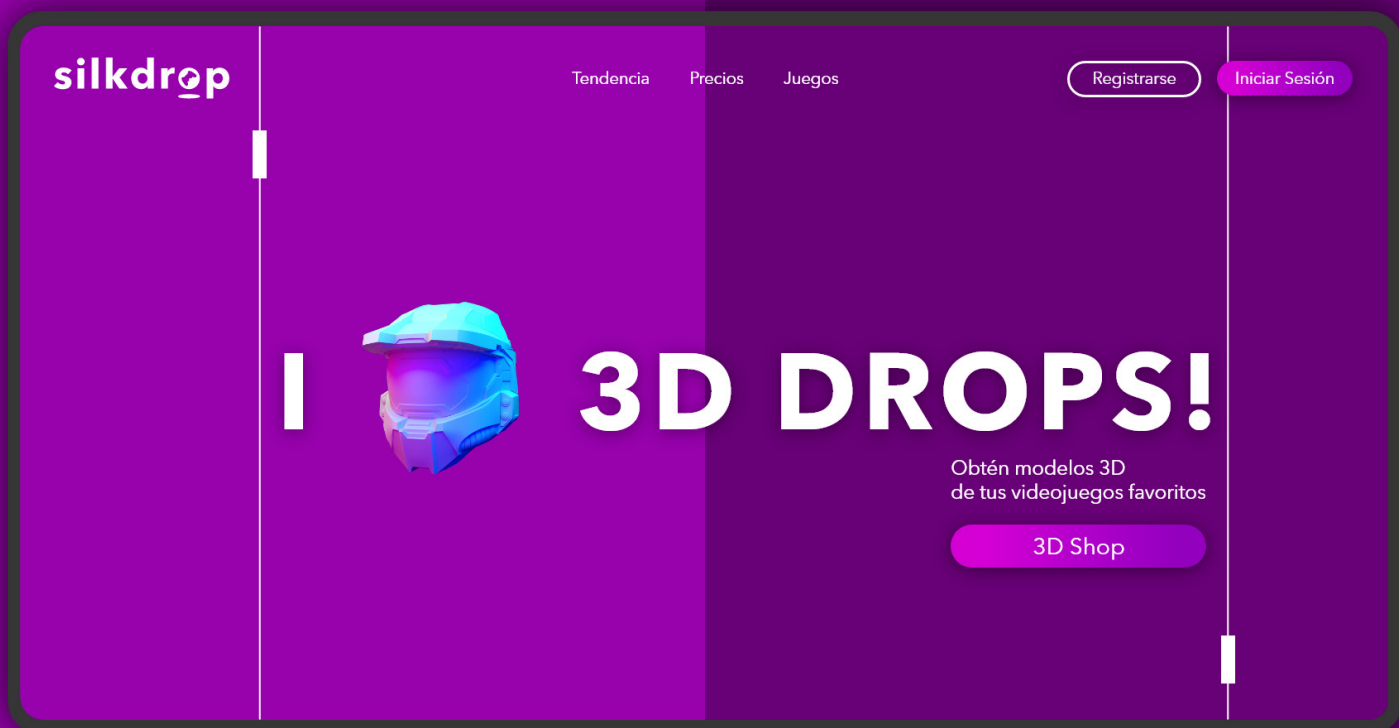 silkdrop
Tendencia Precios Juegos
Registrarse
Iniciar Sesión
I 3D DROPS!
Obtén modelos 3D
de tus videojuegos favoritos
3D Shop